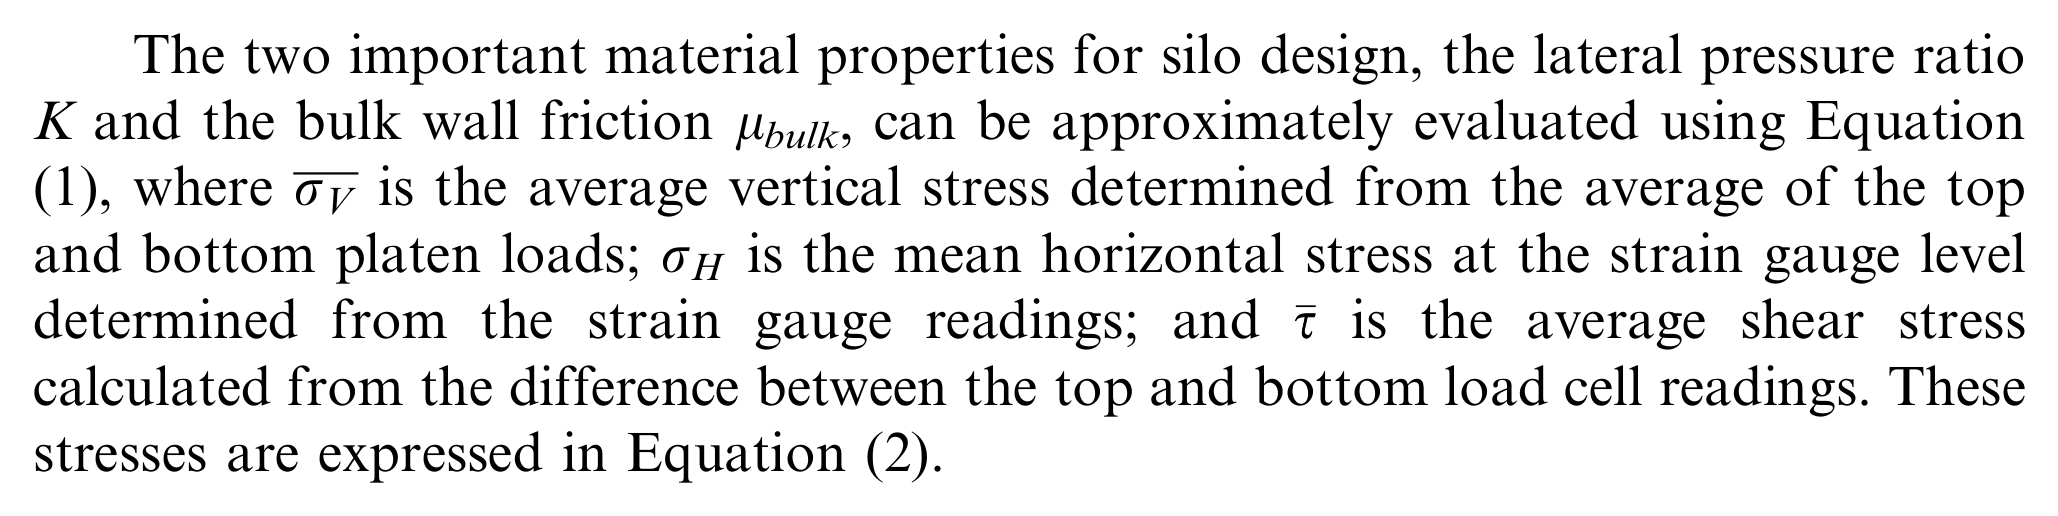 The two important material properties for silo design, the lateral pressure ratio
K and the bulk wall friction μ_bulk, can be approximately evaluated using Equation
(1), where σ̅_V̅ is the average vertical stress determined from the average of the top
and bottom platen loads; σ_H is the mean horizontal stress at the strain gauge level
determined from the strain gauge readings; and τ̄ is the average shear stress
calculated from the difference between the top and bottom load cell readings. These
stresses are expressed in Equation (2).